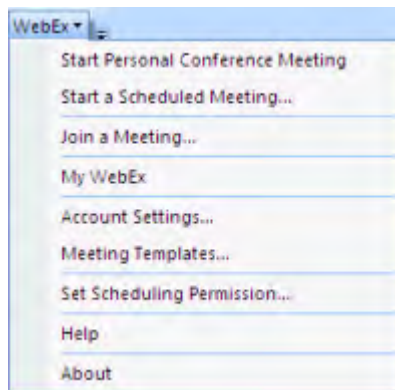 WebEx
Start Personal Conference Meeting
Start a Scheduled Meeting...
Join a Meeting...
My WebEx
Account Settings...
Meeting Templates...
Set Scheduling Permission...
Help
About